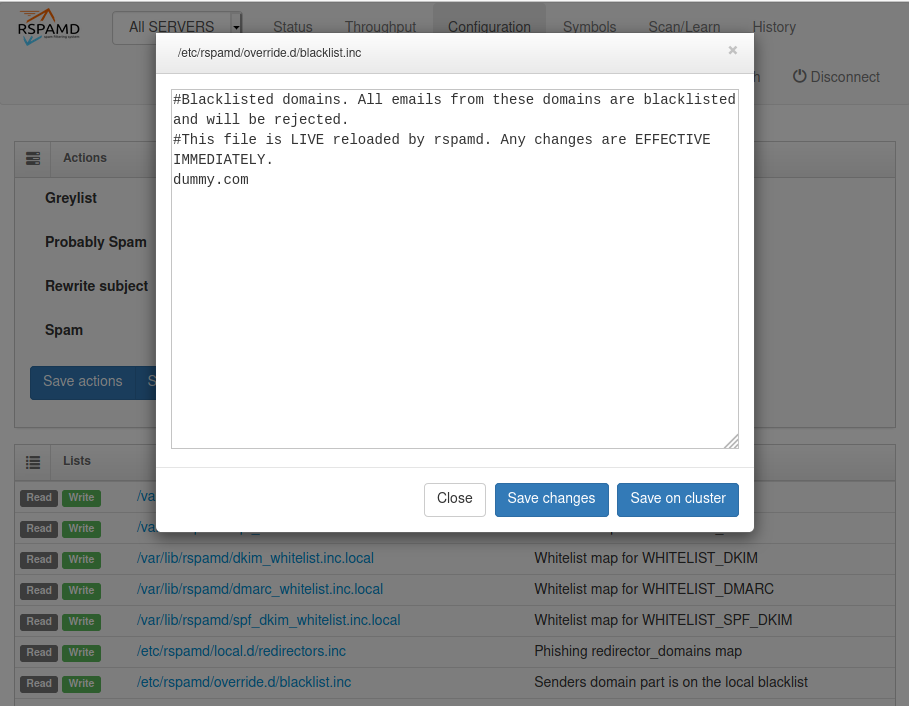 RSPAMD
All SERVERS
Status
Throughput
Configuration
Symbols
Scan/Learn
History
Disconnect
/etc/rspamd/override.d/blacklist.inc
×
#Blacklisted domains. All emails from these domains are blacklisted
and will be rejected.
#This file is LIVE reloaded by rspamd. Any changes are EFFECTIVE
IMMEDIATELY.
dummy.com
Close
Save changes
Save on cluster
Actions
Greylist
Probably Spam
Rewrite subject
Spam
Save actions
Lists
Read Write /va
Read Write /va
Read Write /var/lib/rspamd/dkim_whitelist.inc.local Whitelist map for WHITELIST_DKIM
Read Write /var/lib/rspamd/dmarc_whitelist.inc.local Whitelist map for WHITELIST_DMARC
Read Write /var/lib/rspamd/spf_dkim_whitelist.inc.local Whitelist map for WHITELIST_SPF_DKIM
Read Write /etc/rspamd/local.d/redirectors.inc Phishing redirector_domains map
Read Write /etc/rspamd/override.d/blacklist.inc Senders domain part is on the local blacklist